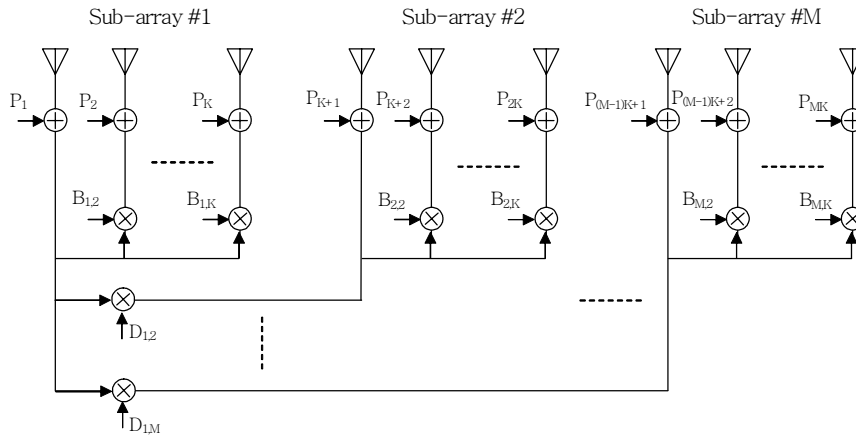 Sub-array #1
Sub-array #2
Sub-array #M
P1
P2
PK
PK+1
PK+2
P2K
P(M-1)K+1
P(M-1)K+2
PMK
B1,2
B1,K
B2,2
B2,K
BM,2
BM,K
D1,2
D1,M